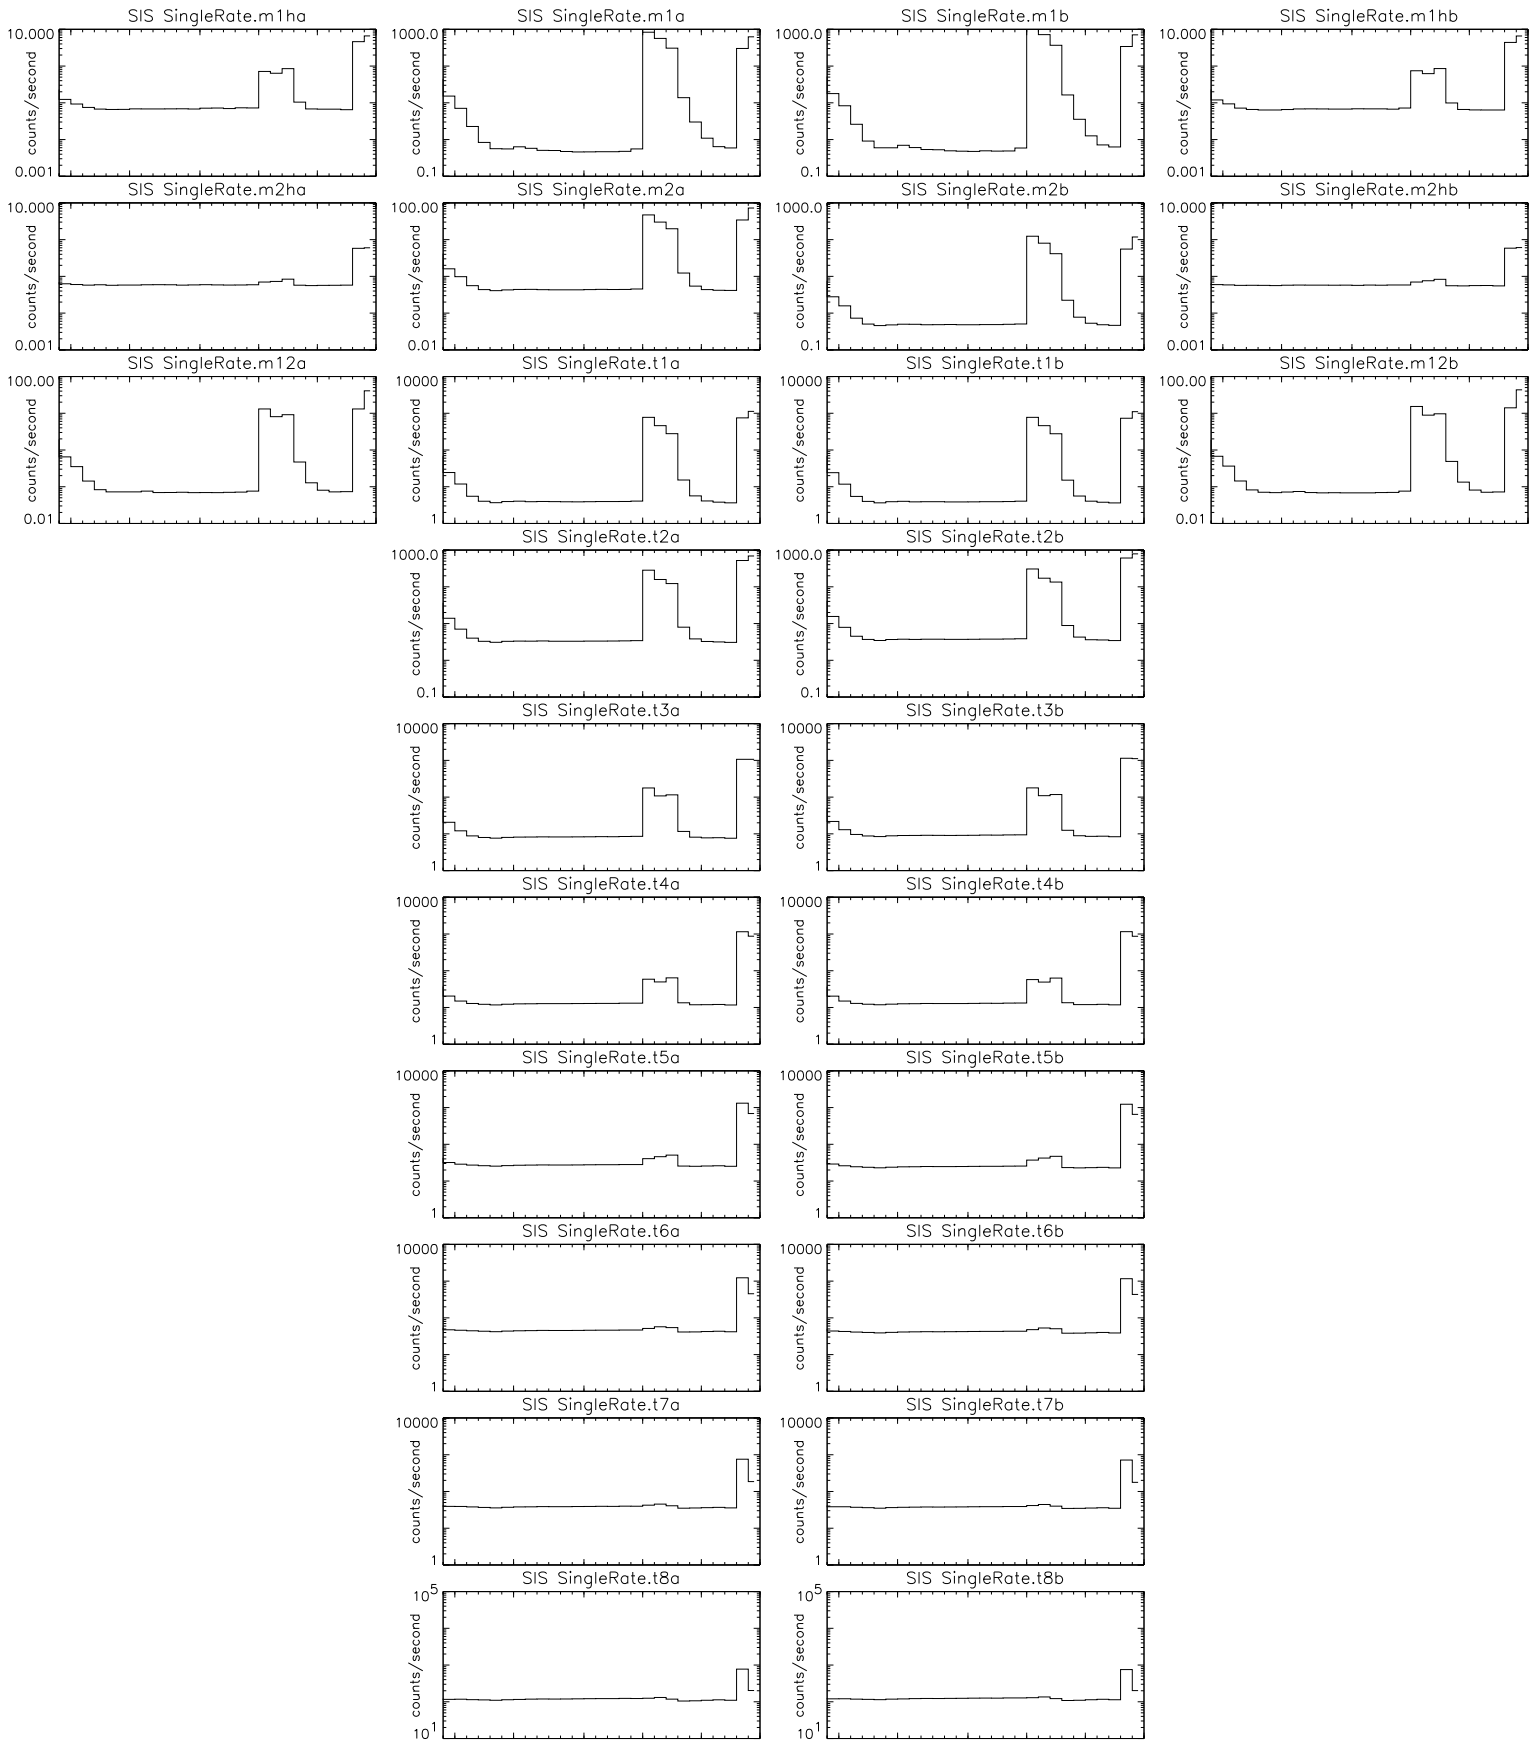 SIS SingleRate.m1ha
10.000
counts/second
0.001
SIS SingleRate.m1a
1000.0
counts/second
0.1
SIS SingleRate.m1b
1000.0
counts/second
0.1
SIS SingleRate.m1hb
10.000
counts/second
0.001
SIS SingleRate.m2ha
10.000
counts/second
0.001
SIS SingleRate.m2a
100.00
counts/second
0.01
SIS SingleRate.m2b
1000.0
counts/second
0.1
SIS SingleRate.m2hb
10.000
counts/second
0.001
SIS SingleRate.m12a
100.00
counts/second
0.01
SIS SingleRate.t1a
10000
counts/second
1
SIS SingleRate.t1b
10000
counts/second
1
SIS SingleRate.m12b
100.00
counts/second
0.01
SIS SingleRate.t2a
1000.0
counts/second
0.1
SIS SingleRate.t2b
1000.0
counts/second
0.1
SIS SingleRate.t3a
10000
counts/second
1
SIS SingleRate.t3b
10000
counts/second
1
SIS SingleRate.t4a
10000
counts/second
1
SIS SingleRate.t4b
10000
counts/second
1
SIS SingleRate.t5a
10000
counts/second
1
SIS SingleRate.t5b
10000
counts/second
1
SIS SingleRate.t6a
10000
counts/second
1
SIS SingleRate.t6b
10000
counts/second
1
SIS SingleRate.t7a
10000
counts/second
1
SIS SingleRate.t7b
10000
counts/second
1
SIS SingleRate.t8a
10⁵
counts/second
10¹
SIS SingleRate.t8b
10⁵
counts/second
10¹